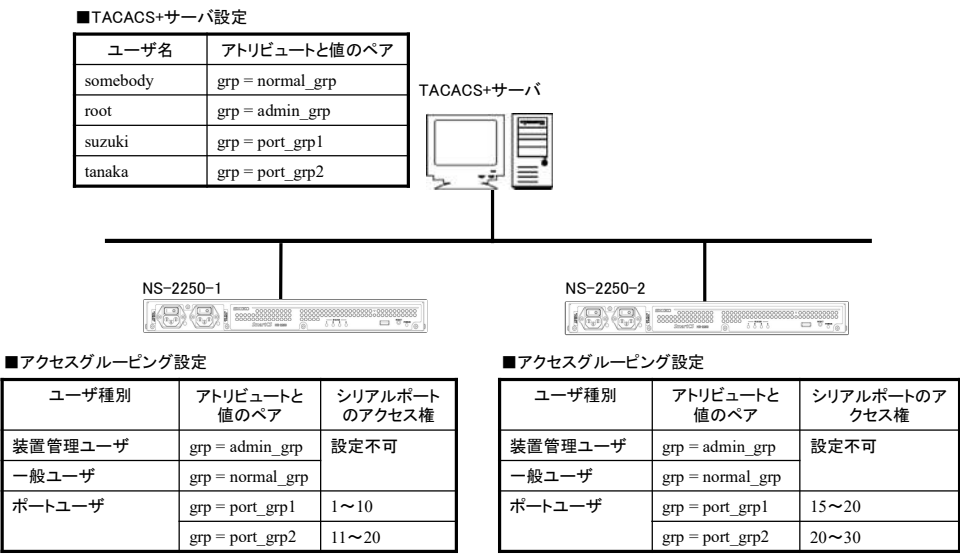 ■TACACS+サーバ設定
ユーザ名 アトリビュートと値のペア
somebody grp = normal_grp
root grp = admin_grp
suzuki grp = port_grp1
tanaka grp = port_grp2
TACACS+サーバ
NS-2250-1
NS-2250-2
■アクセスグルーピング設定
ユーザ種別 アトリビュートと シリアルポート
値のペア のアクセス権
装置管理ユーザ grp = admin_grp 設定不可
一般ユーザ grp = normal_grp
ポートユーザ grp = port_grp1 1～10
grp = port_grp2 11～20
■アクセスグルーピング設定
ユーザ種別 アトリビュートと シリアルポートのア
値のペア クセス権
装置管理ユーザ grp = admin_grp 設定不可
一般ユーザ grp = normal_grp
ポートユーザ grp = port_grp1 15～20
grp = port_grp2 20～30